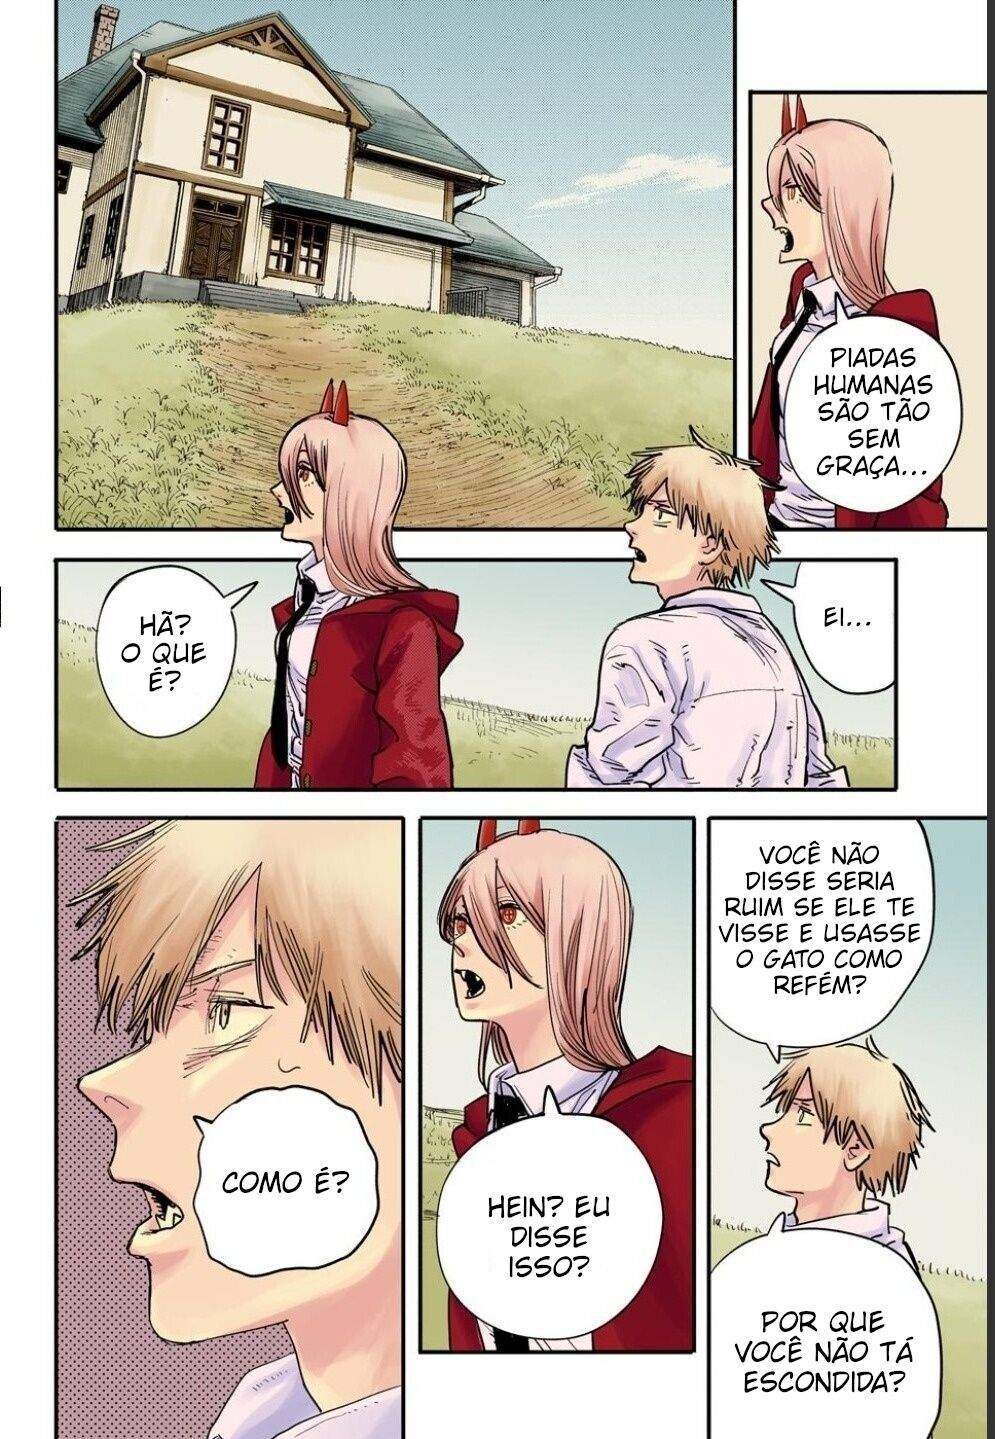 PIADAS
HUMANAS
SÃO TÃO
SEM
GRAÇA...
EI...
HÃ?
O QUE
É?
VOCÊ NÃO
DISSE SERIA
RUIM SE ELE TE
VISSE E USASSE
O GATO COMO
REFÉM?
POR QUE
VOCÊ NÃO TÁ
ESCONDIDA?
HEIN? EU
DISSE
ISSO?
COMO É?